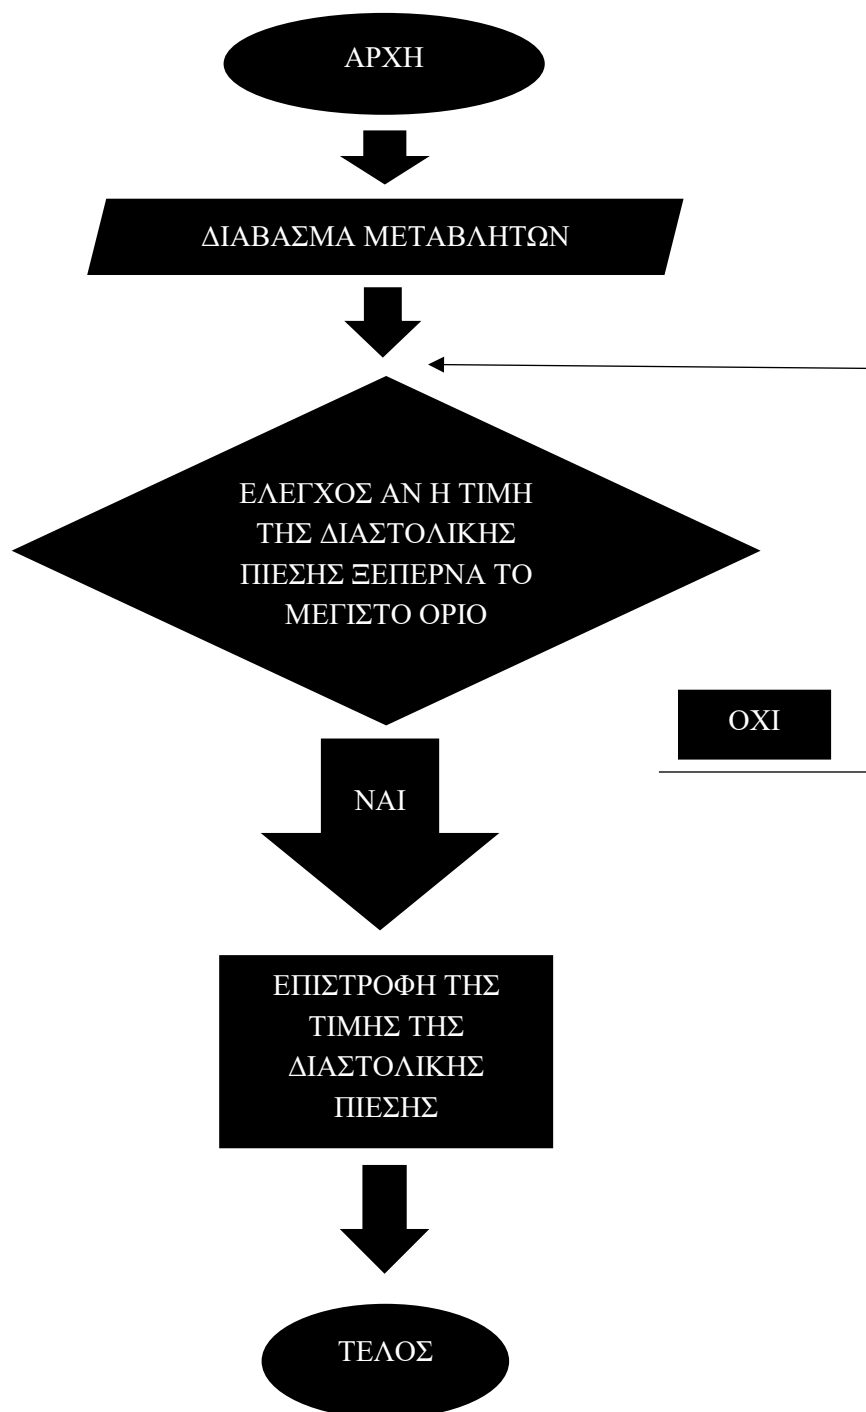 ΑΡΧΗ
ΔΙΑΒΑΣΜΑ ΜΕΤΑΒΛΗΤΩΝ
ΕΛΕΓΧΟΣ ΑΝ Η ΤΙΜΗ
ΤΗΣ ΔΙΑΣΤΟΛΙΚΗΣ
ΠΙΕΣΗΣ ΞΕΠΕΡΝΑ ΤΟ
ΜΕΓΙΣΤΟ ΟΡΙΟ
ΟΧΙ
ΝΑΙ
ΕΠΙΣΤΡΟΦΗ ΤΗΣ
ΤΙΜΗΣ ΤΗΣ
ΔΙΑΣΤΟΛΙΚΗΣ
ΠΙΕΣΗΣ
ΤΕΛΟΣ